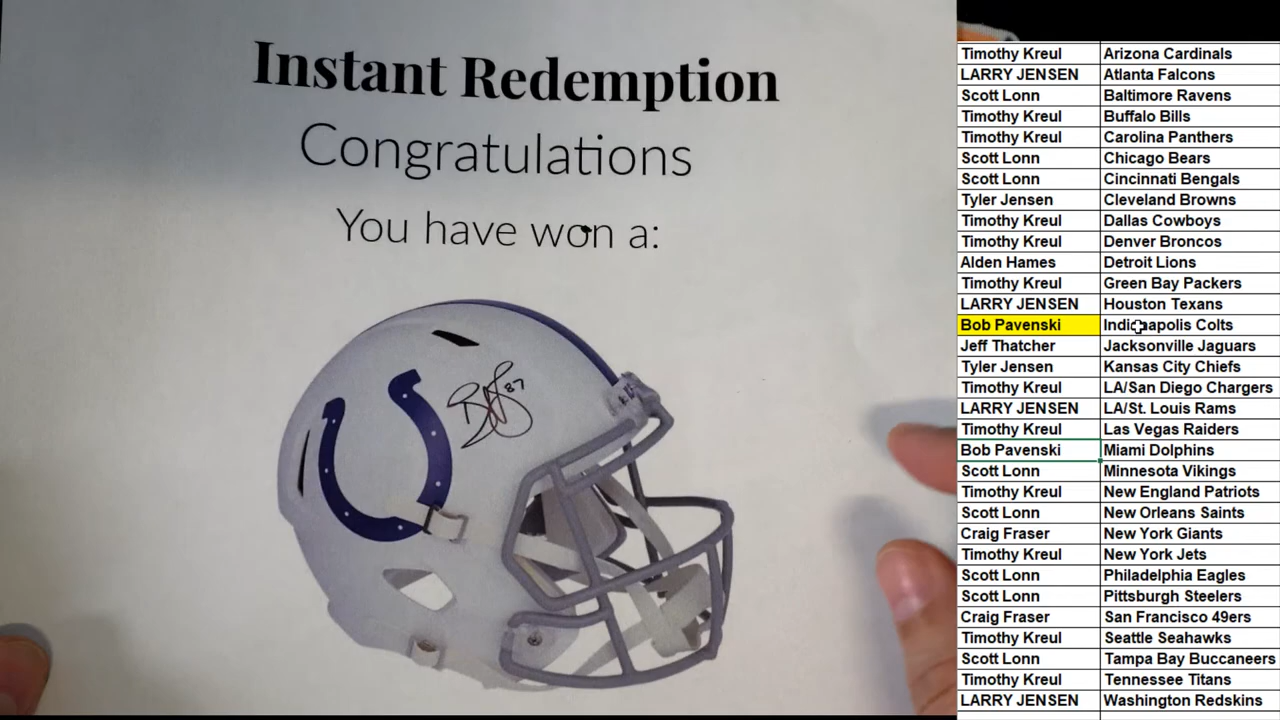 Instant Redemption
Congratulations
You have won a:
87
Timothy Kreul Arizona Cardinals
LARRY JENSEN Atlanta Falcons
Scott Lonn Baltimore Ravens
Timothy Kreul Buffalo Bills
Timothy Kreul Carolina Panthers
Scott Lonn Chicago Bears
Scott Lonn Cincinnati Bengals
Tyler Jensen Cleveland Browns
Timothy Kreul Dallas Cowboys
Timothy Kreul Denver Broncos
Alden Hames Detroit Lions
Timothy Kreul Green Bay Packers
LARRY JENSEN Houston Texans
Bob Pavenski Indianapolis Colts
Jeff Thatcher Jacksonville Jaguars
Tyler Jensen Kansas City Chiefs
Timothy Kreul LA/San Diego Chargers
LARRY JENSEN LA/St. Louis Rams
Timothy Kreul Las Vegas Raiders
Bob Pavenski Miami Dolphins
Scott Lonn Minnesota Vikings
Timothy Kreul New England Patriots
Scott Lonn New Orleans Saints
Craig Fraser New York Giants
Timothy Kreul New York Jets
Scott Lonn Philadelphia Eagles
Scott Lonn Pittsburgh Steelers
Craig Fraser San Francisco 49ers
Timothy Kreul Seattle Seahawks
Scott Lonn Tampa Bay Buccaneers
Timothy Kreul Tennessee Titans
LARRY JENSEN Washington Redskins